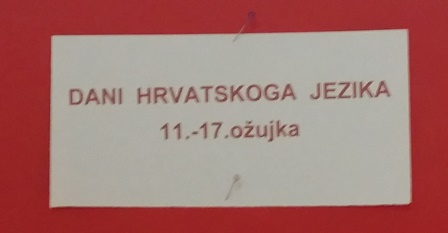 DANI HRVATSKOGA JEZIKA
11.-17.ožujka